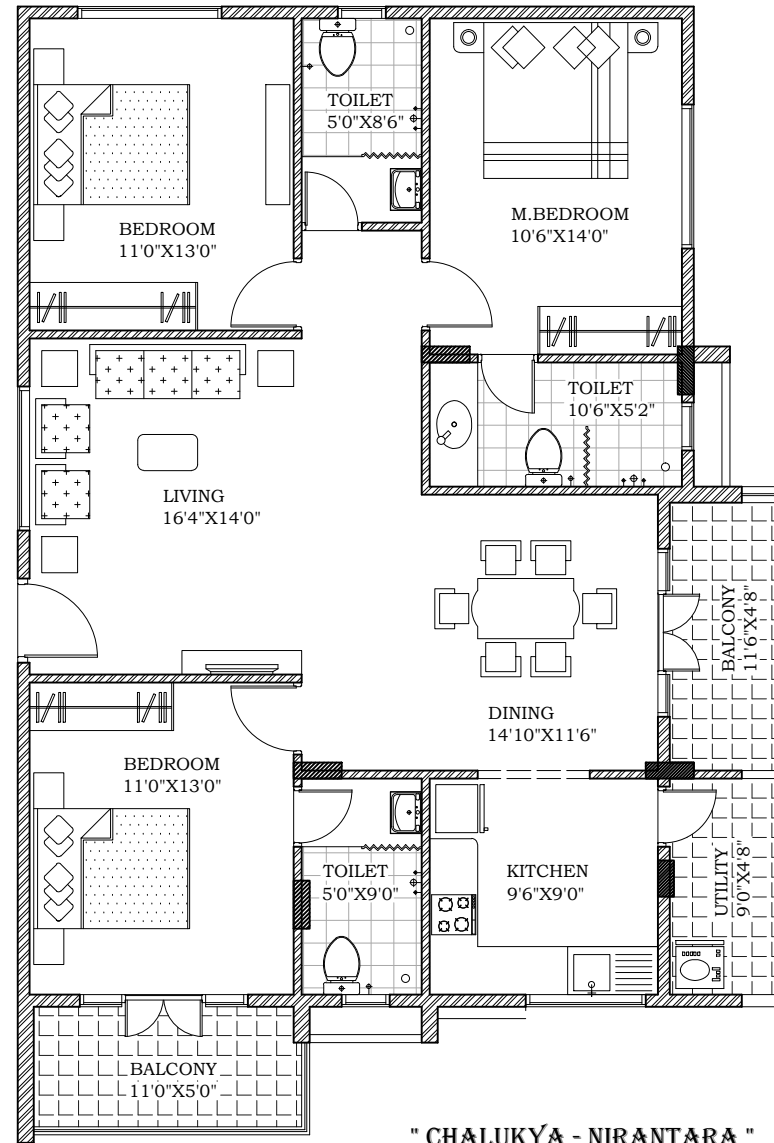 TOILET
5'0"X8'6"
BEDROOM
11'0"X13'0"
M.BEDROOM
10'6"X14'0"
TOILET
10'6"X5'2"
LIVING
16'4"X14'0"
BALCONY
11'6"X4'8"
DINING
14'10"X11'6"
BEDROOM
11'0"X13'0"
TOILET
5'0"X9'0"
KITCHEN
9'6"X9'0"
UTILITY
9'0"X4'8"
BALCONY
11'0"X5'0"
" CHALUKYA - NIRANTARA "